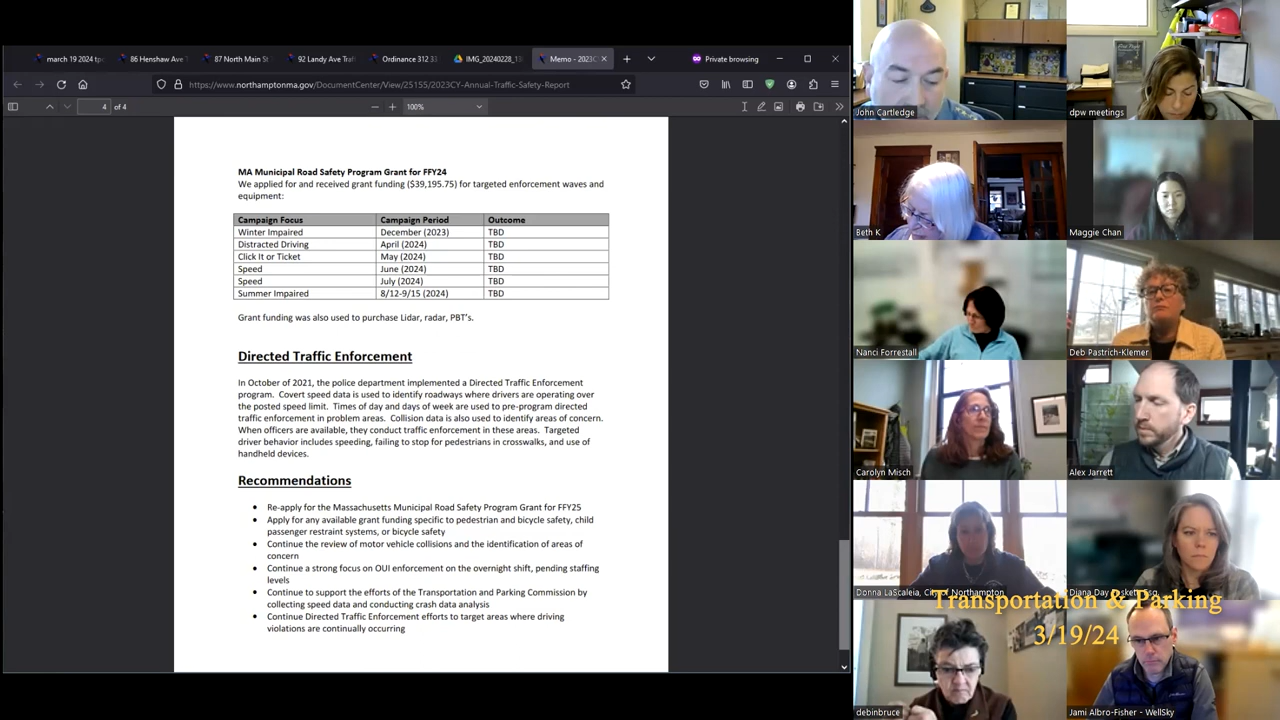 march 19 2024 tpc
86 Henshaw Ave T
87 North Main St
92 Landy Ave Traf
Ordinance 312 33
IMG_20240228_13
Memo - 2023C
Private browsing
https://www.northamptonma.gov/DocumentCenter/View/25155/2023CY-Annual-Traffic-Safety-Report
4 of 4
100%
MA Municipal Road Safety Program Grant for FFY24
We applied for and received grant funding ($39,195.75) for targeted enforcement waves and
equipment:
Campaign Focus Campaign Period Outcome
Winter Impaired December (2023) TBD
Distracted Driving April (2024) TBD
Click It or Ticket May (2024) TBD
Speed June (2024) TBD
Speed July (2024) TBD
Summer Impaired 8/12-9/15 (2024) TBD
Grant funding was also used to purchase Lidar, radar, PBT's.
Directed Traffic Enforcement
In October of 2021, the police department implemented a Directed Traffic Enforcement
program. Covert speed data is used to identify roadways where drivers are operating over
the posted speed limit. Times of day and days of week are used to pre-program directed
traffic enforcement in problem areas. Collision data is also used to identify areas of concern.
When officers are available, they conduct traffic enforcement in these areas. Targeted
driver behavior includes speeding, failing to stop for pedestrians in crosswalks, and use of
handheld devices.
Recommendations
• Re-apply for the Massachusetts Municipal Road Safety Program Grant for FFY25
• Apply for any available grant funding specific to pedestrian and bicycle safety, child
passenger restraint systems, or bicycle safety
• Continue the review of motor vehicle collisions and the identification of areas of
concern
• Continue a strong focus on OUI enforcement on the overnight shift, pending staffing
levels
• Continue to support the efforts of the Transportation and Parking Commission by
collecting speed data and conducting crash data analysis
• Continue Directed Traffic Enforcement efforts to target areas where driving
violations are continually occurring
John Cartledge
dpw meetings
Beth K
Maggie Chan
Nanci Forrestall
Deb Pastrich-Klemer
Carolyn Misch
Alex Jarrett
Donna LaScaleia, City of Northampton
Diana Day
Esq.
Transportation & Parking
3/19/24
debinbruce
Jami Albro-Fisher - WellSky